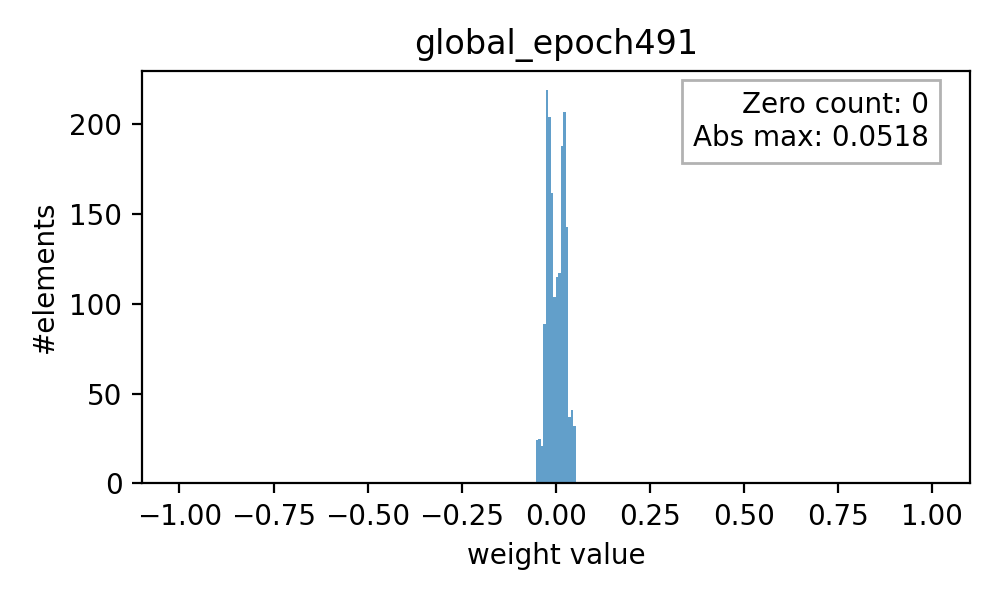 global_epoch491
Zero count: 0
Abs max: 0.0518
#elements
200
150
100
50
0
−1.00 −0.75 −0.50 −0.25 0.00 0.25 0.50 0.75 1.00
weight value